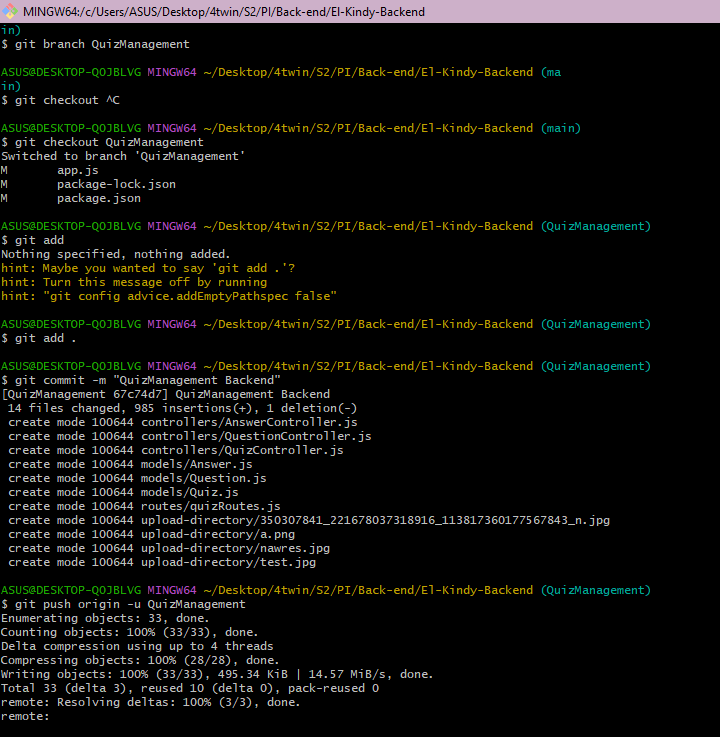 MINGW64:/c/Users/ASUS/Desktop/4twin/S2/PI/Back-end/El-Kindy-Backend
in)
$ git branch QuizManagement
ASUS@DESKTOP-QOJBLVG MINGW64 ~/Desktop/4twin/S2/PI/Back-end/El-Kindy-Backend (ma
in)
$ git checkout ^C
ASUS@DESKTOP-QOJBLVG MINGW64 ~/Desktop/4twin/S2/PI/Back-end/El-Kindy-Backend (main)
$ git checkout QuizManagement
Switched to branch 'QuizManagement'
M       app.js
M       package-lock.json
M       package.json
ASUS@DESKTOP-QOJBLVG MINGW64 ~/Desktop/4twin/S2/PI/Back-end/El-Kindy-Backend (QuizManagement)
$ git add
Nothing specified, nothing added.
hint: Maybe you wanted to say 'git add .'?
hint: Turn this message off by running
hint: "git config advice.addEmptyPathspec false"
ASUS@DESKTOP-QOJBLVG MINGW64 ~/Desktop/4twin/S2/PI/Back-end/El-Kindy-Backend (QuizManagement)
$ git add .
ASUS@DESKTOP-QOJBLVG MINGW64 ~/Desktop/4twin/S2/PI/Back-end/El-Kindy-Backend (QuizManagement)
$ git commit -m "QuizManagement Backend"
[QuizManagement 67c74d7] QuizManagement Backend
 14 files changed, 985 insertions(+), 1 deletion(-)
 create mode 100644 controllers/AnswerController.js
 create mode 100644 controllers/QuestionController.js
 create mode 100644 controllers/QuizController.js
 create mode 100644 models/Answer.js
 create mode 100644 models/Question.js
 create mode 100644 models/Quiz.js
 create mode 100644 routes/quizRoutes.js
 create mode 100644 upload-directory/350307841_221678037318916_113817360177567843_n.jpg
 create mode 100644 upload-directory/a.png
 create mode 100644 upload-directory/nawres.jpg
 create mode 100644 upload-directory/test.jpg
ASUS@DESKTOP-QOJBLVG MINGW64 ~/Desktop/4twin/S2/PI/Back-end/El-Kindy-Backend (QuizManagement)
$ git push origin -u QuizManagement
Enumerating objects: 33, done.
Counting objects: 100% (33/33), done.
Delta compression using up to 4 threads
Compressing objects: 100% (28/28), done.
Writing objects: 100% (33/33), 495.34 KiB | 14.57 MiB/s, done.
Total 33 (delta 3), reused 10 (delta 0), pack-reused 0
remote: Resolving deltas: 100% (3/3), done.
remote: